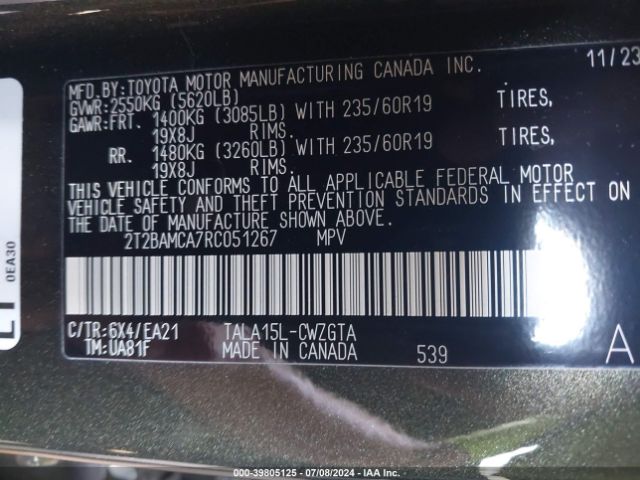 MFD.BY:TOYOTA MOTOR MANUFACTURING CANADA INC. 11/23
GVWR:2550KG (5620LB)
GAWR:FRT. 1400KG (3085LB) WITH 235/60R19 TIRES,
19X8J RIMS.
RR. 1480KG (3260LB) WITH 235/60R19 TIRES,
19X8J RIMS.
THIS VEHICLE CONFORMS TO ALL APPLICABLE FEDERAL MOTOR
VEHICLE SAFETY AND THEFT PREVENTION STANDARDS IN EFFECT ON
THE DATE OF MANUFACTURE SHOWN ABOVE.
2T2BAMCA7RC051267 MPV
C/TR:6X4/EA21 TALA15L-CWZGTA
TM:UA81F MADE IN CANADA 539 A
0EA30
000-39805125 - 07/08/2024 - IAA Inc.